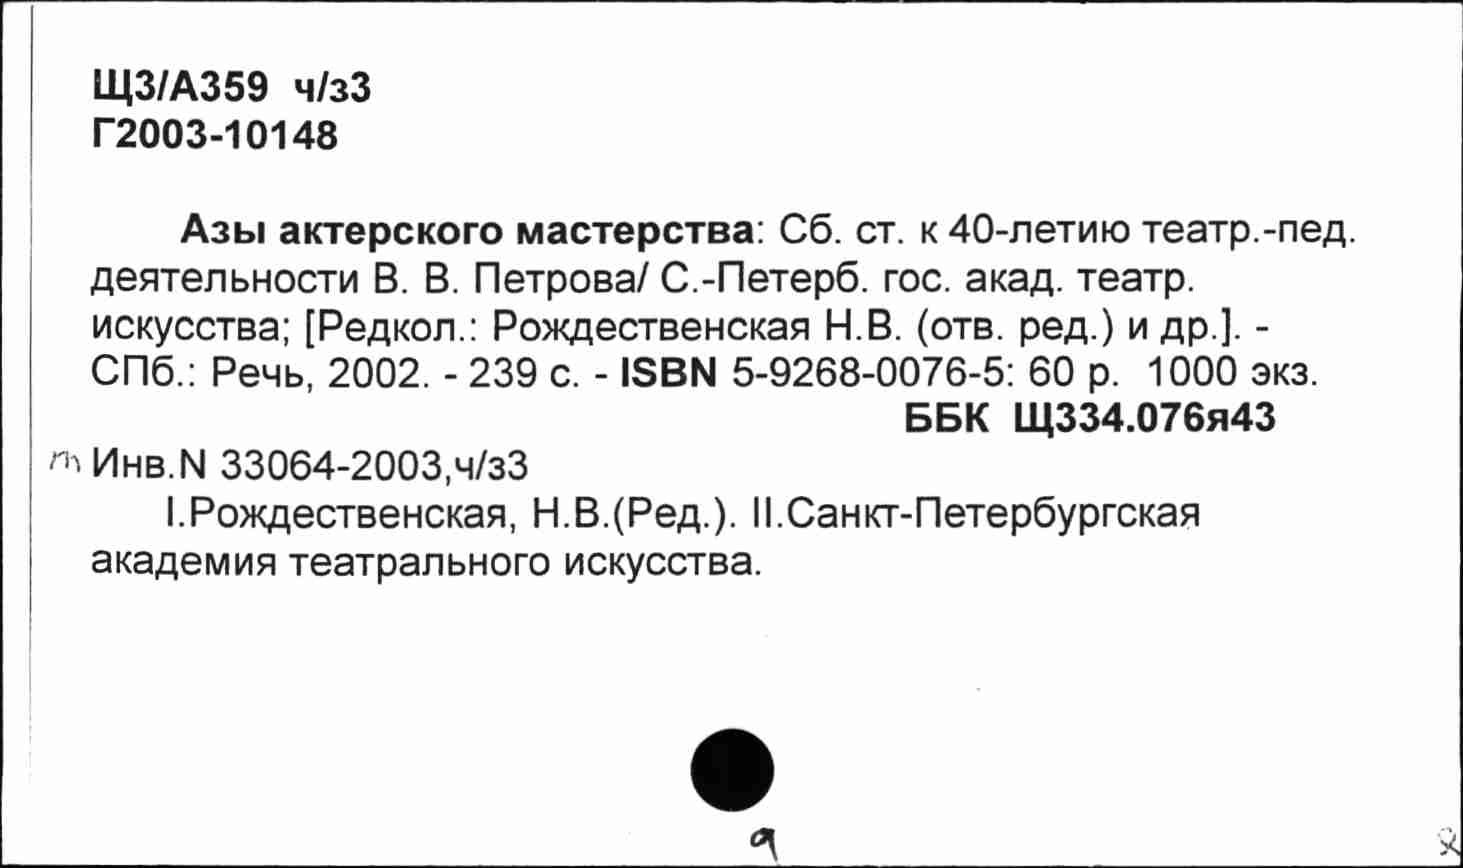 ЩЗ/А359 ч/з3
Г2003-10148
Азы актерского мастерства: Сб. ст. к 40-летию театр.-пед.
деятельности В. В. Петрова/ С.-Петерб. гос. акад. театр.
искусства; [Редкол.: Рождественская Н.В. (отв. ред.) и др.]. -
СПб.: Речь, 2002. - 239 с. - ISBN 5-9268-0076-5: 60 р. 1000 экз.
ББК Щ334.076я43
Инв.N 33064-2003,ч/з3
I.Рождественская, Н.В.(Ред.). II.Санкт-Петербургская
академия театрального искусства.